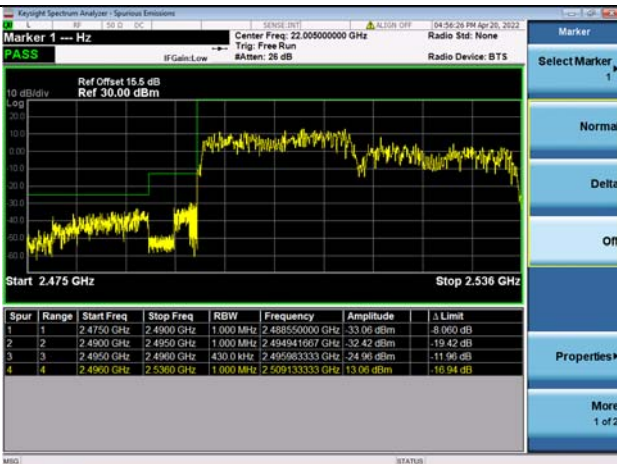 Keysight Spectrum Analyzer - Spurious Emissions
L RF 50 Ω DC SENSE:INT ALIGN OFF 04:56:26 PM Apr 20, 2022
Marker 1 --- Hz
Center Freq: 22.005000000 GHz
Radio Std: None
Trig: Free Run
PASS
IFGain:Low
#Atten: 26 dB
Radio Device: BTS
Ref Offset 15.5 dB
10 dB/div
Ref 30.00 dBm
Log
20.0
10.0
0.00
-10.0
-20.0
-30.0
-40.0
-50.0
-60.0
Start 2.475 GHz
Stop 2.536 GHz
Spur Range Start Freq Stop Freq RBW Frequency Amplitude Δ Limit
1 1 2.4750 GHz 2.4900 GHz 1.000 MHz 2.488550000 GHz -33.06 dBm -8.060 dB
2 2 2.4900 GHz 2.4950 GHz 1.000 MHz 2.494941667 GHz -32.42 dBm -19.42 dB
3 3 2.4950 GHz 2.4960 GHz 430.0 kHz 2.495983333 GHz -24.96 dBm -11.96 dB
4 4 2.4960 GHz 2.5360 GHz 1.000 MHz 2.509133333 GHz 13.06 dBm -16.94 dB
MSG
STATUS
Marker
Select Marker
1
Normal
Delta
Off
Properties
More
1 of 2